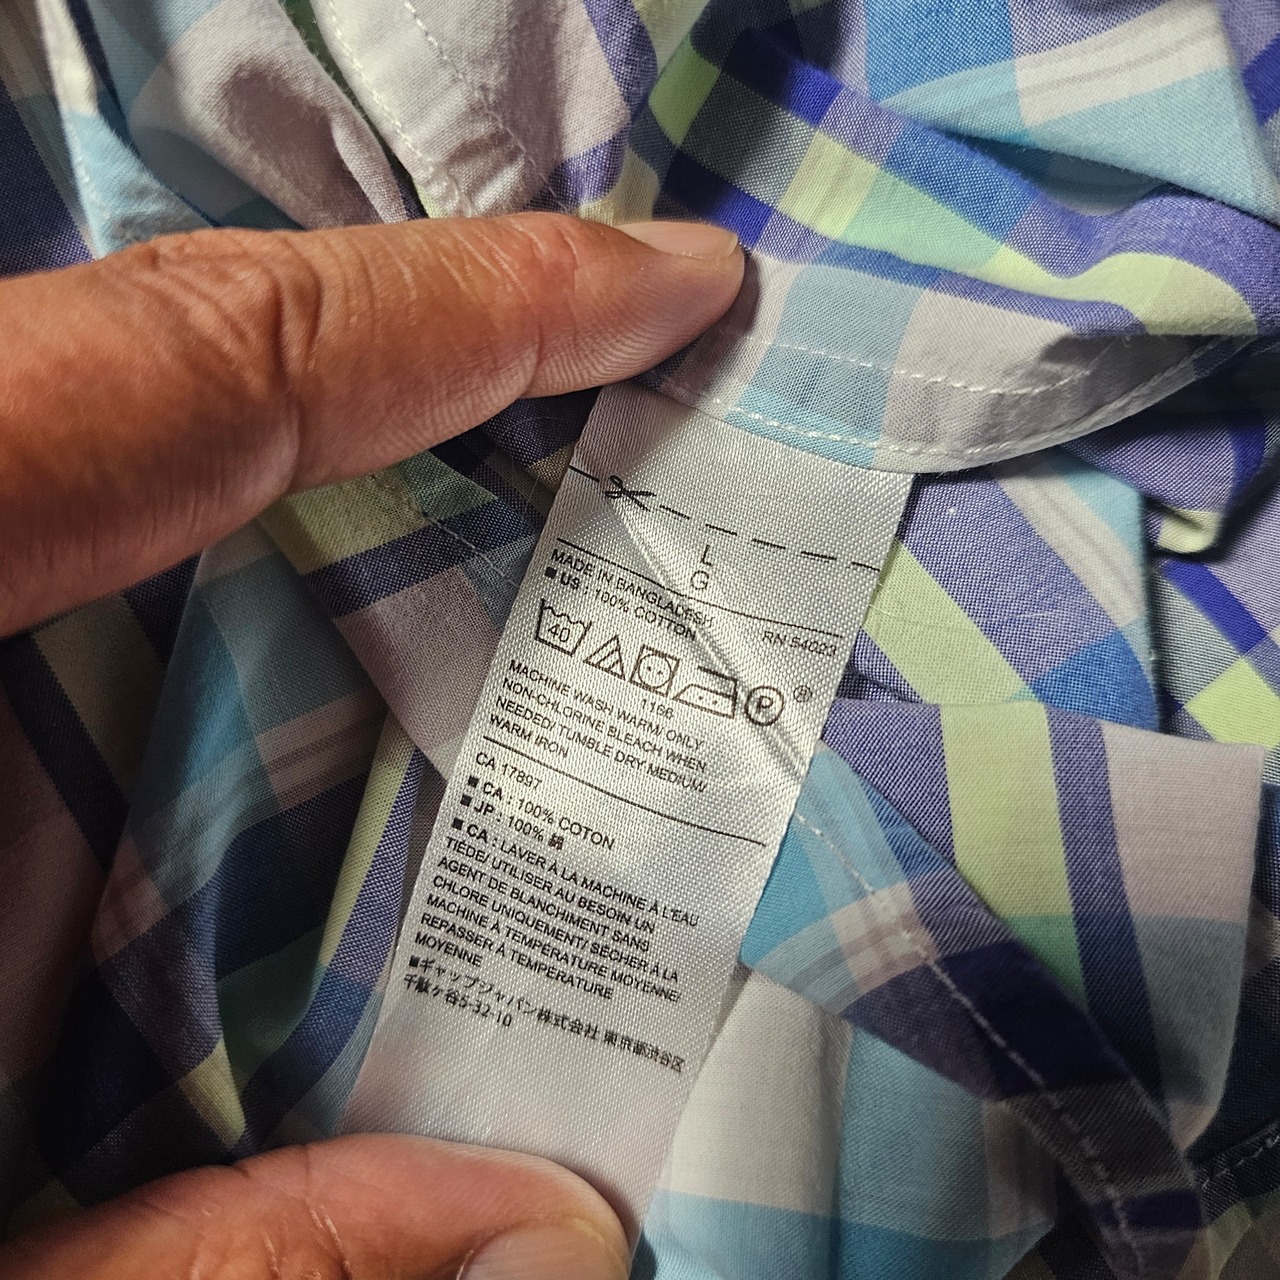 L
G
MADE IN BANGLADESH
RN 54023
■ US : 100% COTTON
40
P
®
1166
MACHINE WASH WARM/ ONLY
NON-CHLORINE BLEACH WHEN
NEEDED/ TUMBLE DRY MEDIUM/
WARM IRON
CA 17897
■ CA : 100% COTON
■ JP : 100% 綿
■ CA : LAVER À LA MACHINE À L'EAU
TIÈDE/ UTILISER AU BESOIN UN
AGENT DE BLANCHIMENT SANS
CHLORE UNIQUEMENT/ SÉCHER À LA
MACHINE À TEMPÉRATURE MOYENNE/
REPASSER À TEMPÉRATURE
MOYENNE
■ギャップジャパン株式会社 東京都渋谷区
千駄ヶ谷5-32-10